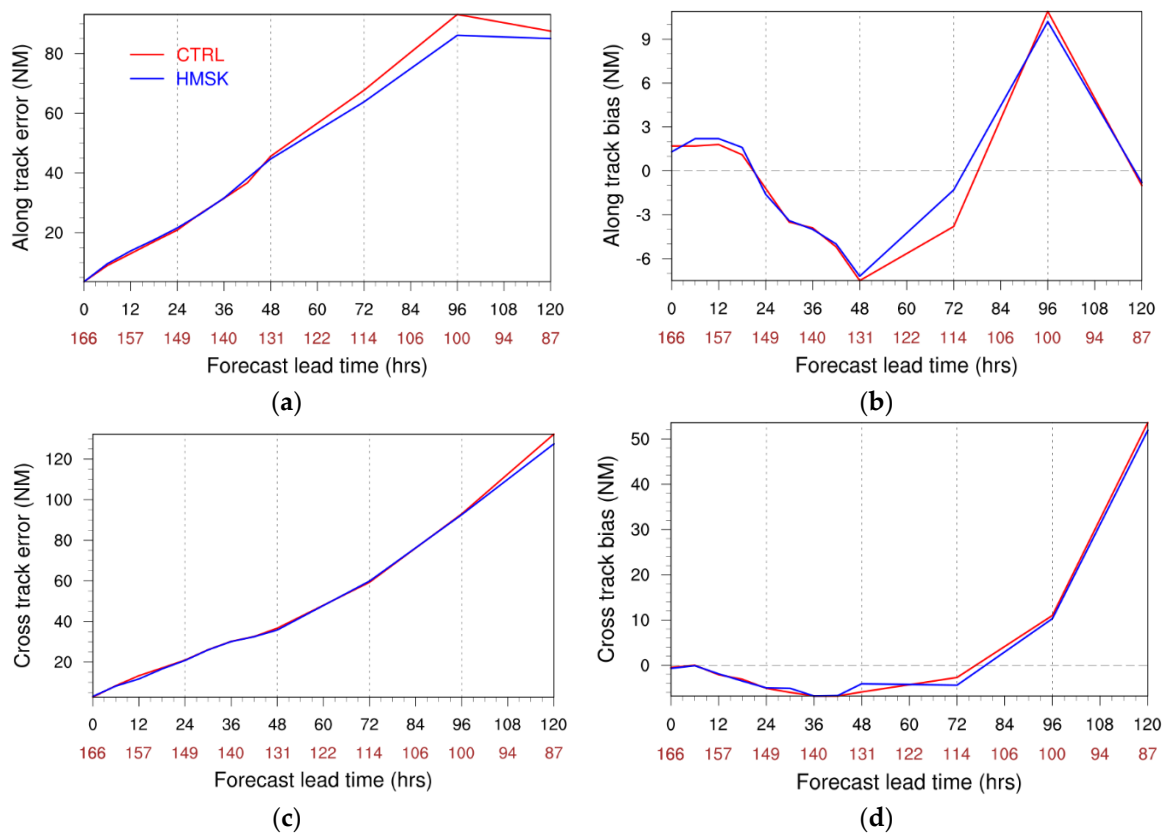 Along track error (NM)
80
60
40
20
CTRL
HMSK
0 12 24 36 48 60 72 84 96 108 120
166 157 149 140 131 122 114 106 100 94 87
Forecast lead time (hrs)
(a)
Along track bias (NM)
9
6
3
0
-3
-6
0 12 24 36 48 60 72 84 96 108 120
166 157 149 140 131 122 114 106 100 94 87
Forecast lead time (hrs)
(b)
Cross track error (NM)
120
100
80
60
40
20
0 12 24 36 48 60 72 84 96 108 120
166 157 149 140 131 122 114 106 100 94 87
Forecast lead time (hrs)
(c)
Cross track bias (NM)
50
40
30
20
10
0
0 12 24 36 48 60 72 84 96 108 120
166 157 149 140 131 122 114 106 100 94 87
Forecast lead time (hrs)
(d)